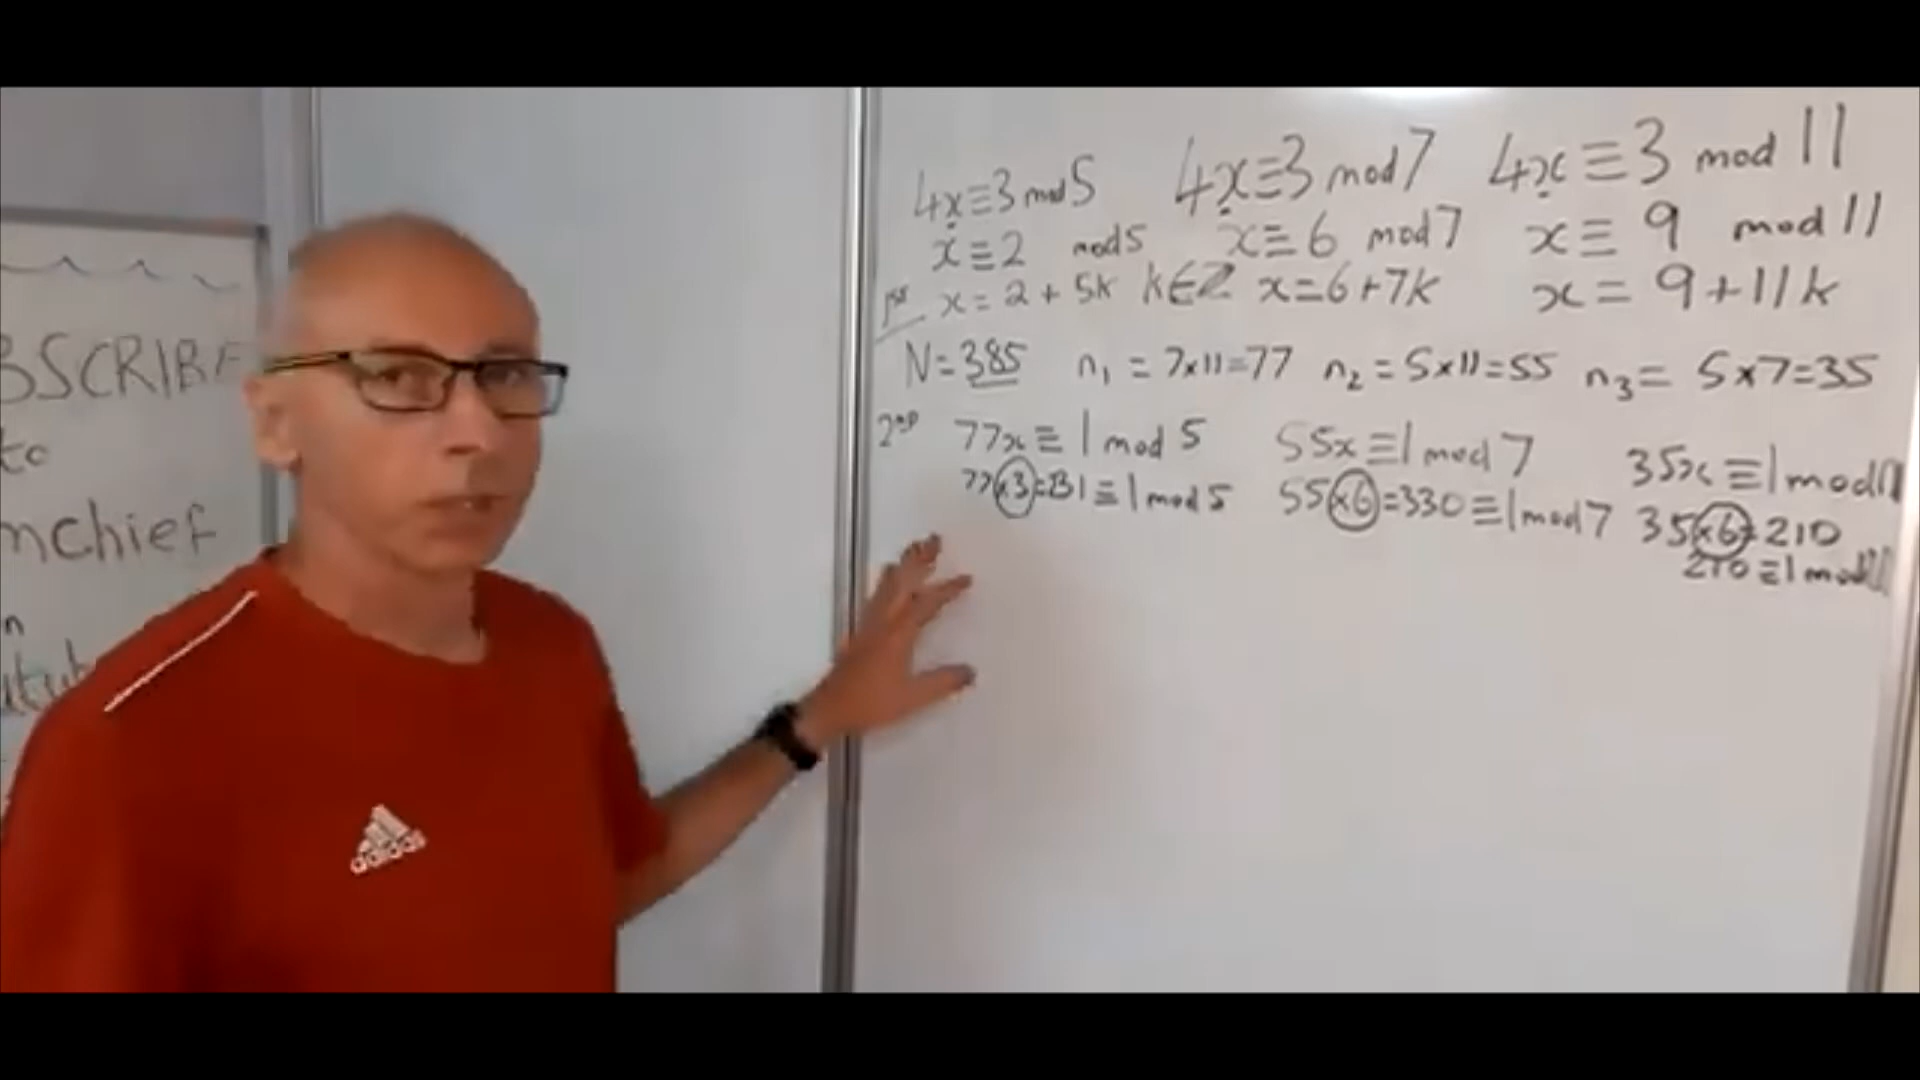 4x≡3 mod 5 4x≡3 mod 7 4x≡3 mod 11
x≡2 mod 5 x≡6 mod 7 x≡ 9 mod 11
1st x=2+5k k∈Z x=6+7k x=9+11k
N=385 n₁=7×11=77 n₂=5×11=55 n₃=5×7=35
2nd 77x≡1 mod 5 55x≡1 mod 7 35x≡1 mod 11
77×3=231≡1 mod 5 55×6=330≡1 mod 7 35×6=210
210≡1 mod 11
BSCRIBE
to
mchief
n
utub
adidas